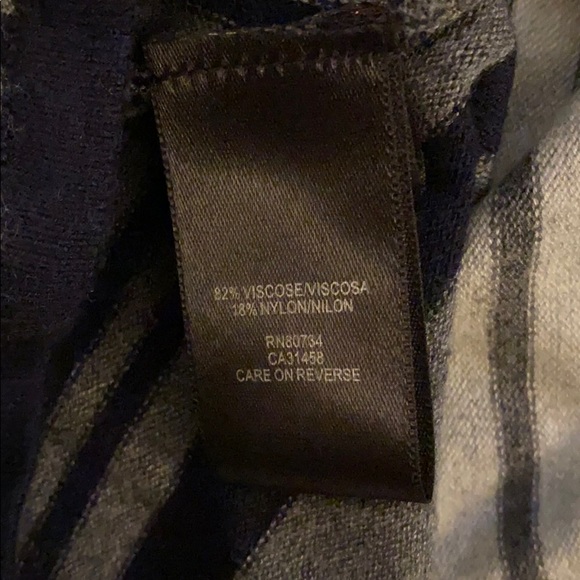 82% VISCOSE/VISCOSA
18% NYLON/NILON
RN80734
CA31458
CARE ON REVERSE